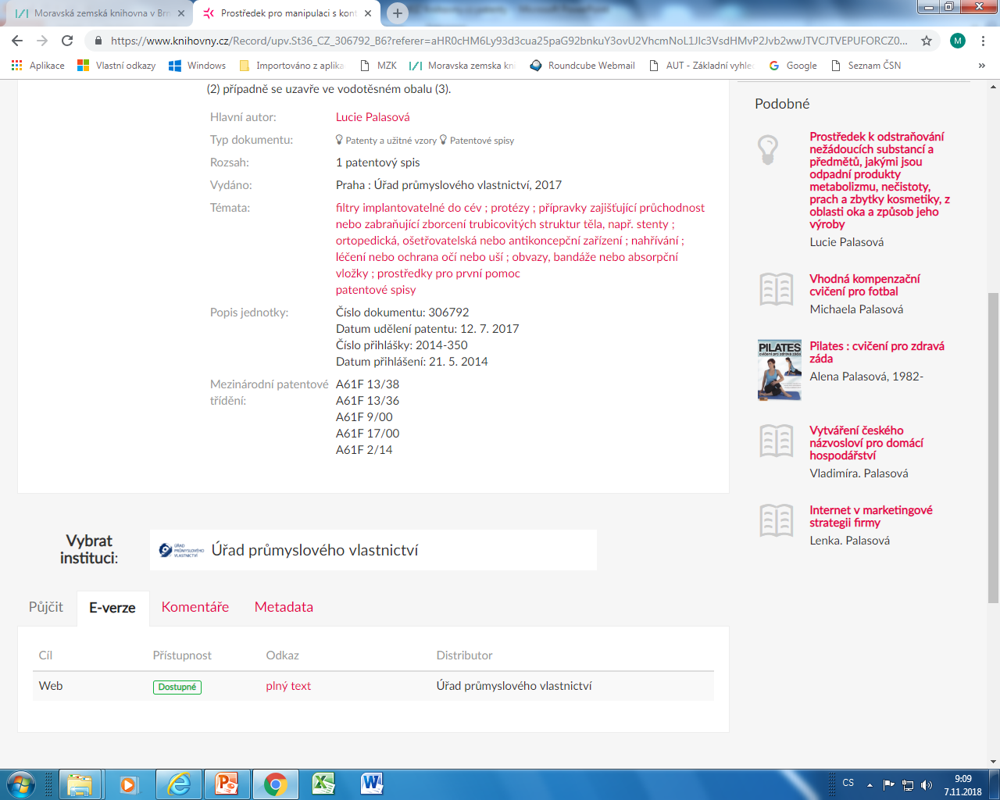 Moravská zemská knihovna v Brn
Prostředek pro manipulaci s kont
https://www.knihovny.cz/Record/upv.St36_CZ_306792_B6?referer=aHR0cHM6Ly93d3cua25paG92bnkuY3ovU2VhcmNoL1JIc3VsdHMvP2Jvb2wwJTVCJTVEPUFORCZ0...
M
Aplikace
Vlastní odkazy
Windows
Importováno z aplika
MZK
Moravska zemska kni
Roundcube Webmail
AUT - Základní vyhled
Google
Seznam ČSN
»
(2) případně se uzavře ve vodotěsném obalu (3).
Hlavní autor: Lucie Palasová
Typ dokumentu: Patenty a užitné vzory Patentové spisy
Rozsah: 1 patentový spis
Vydáno: Praha : Úřad průmyslového vlastnictví, 2017
Témata: filtry implantovatelné do cév ; protézy ; přípravky zajišťující průchodnost
nebo zabraňující zborcení trubicovitých struktur těla, např. stenty ;
ortopedická, ošetřovatelská nebo antikoncepční zařízení ; nahřívání ;
léčení nebo ochrana očí nebo uší ; obvazy, bandáže nebo absorpční
vložky ; prostředky pro první pomoc
patentové spisy
Popis jednotky: Číslo dokumentu: 306792
Datum udělení patentu: 12. 7. 2017
Číslo přihlášky: 2014-350
Datum přihlášení: 21. 5. 2014
Mezinárodní patentové třídění: A61F 13/38
A61F 13/36
A61F 9/00
A61F 17/00
A61F 2/14
Podobné
Prostředek k odstraňování
nežádoucích substancí a
předmětů, jakými jsou
odpadní produkty
metabolizmu, nečistoty,
prach a zbytky kosmetiky, z
oblasti oka a způsob jeho
výroby
Lucie Palasová
Vhodná kompenzační
cvičení pro fotbal
Michaela Palasová
PILATES
cvičení pro zdravá záda
Pilates : cvičení pro zdravá
záda
Alena Palasová, 1982-
Vytváření českého
názvosloví pro domácí
hospodářství
Vladimíra. Palasová
Internet v marketingové
strategii firmy
Lenka. Palasová
Vybrat
instituci:
ÚŘAD
PRŮMYSLOVÉHO
VLASTNICTVÍ
Úřad průmyslového vlastnictví
Půjčit
E-verze
Komentáře
Metadata
Cíl Přístupnost Odkaz Distributor
Web Dostupné plný text Úřad průmyslového vlastnictví
CS
9:09
7.11.2018